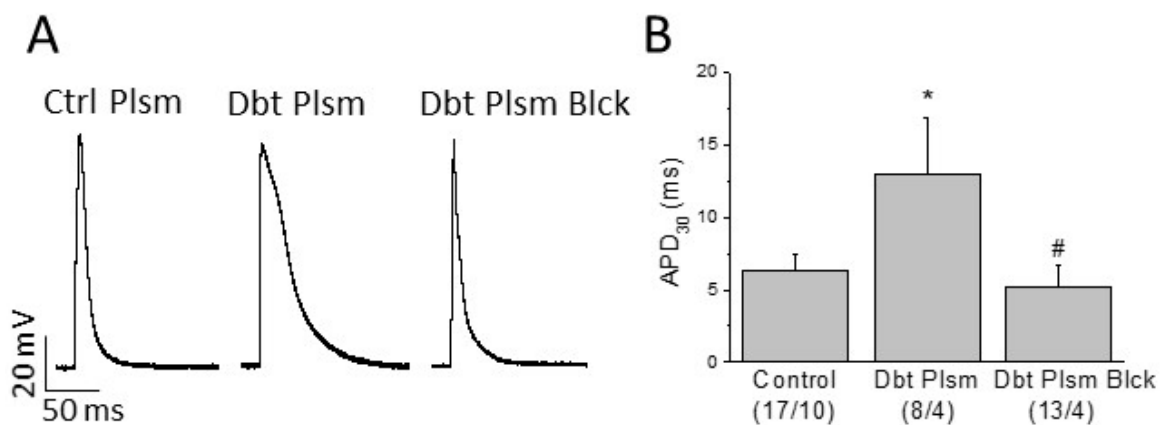 A
Ctrl Plsm
Dbt Plsm
Dbt Plsm Blck
20 mV
50 ms
B
APD30 (ms)
20
15
10
5
0
*
#
Control
(17/10)
Dbt Plsm
(8/4)
Dbt Plsm Blck
(13/4)